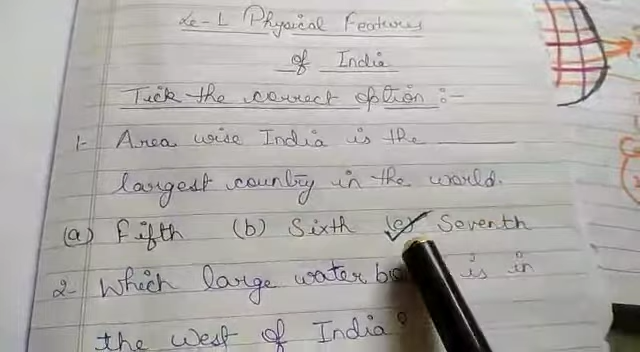 Le-1 Physical Features
of India
Tick the correct option :-
1- Area wise India is the ______
largest country in the world.
(a) Fifth (b) Sixth (c) Seventh
2- Which large water is in
the west of India?